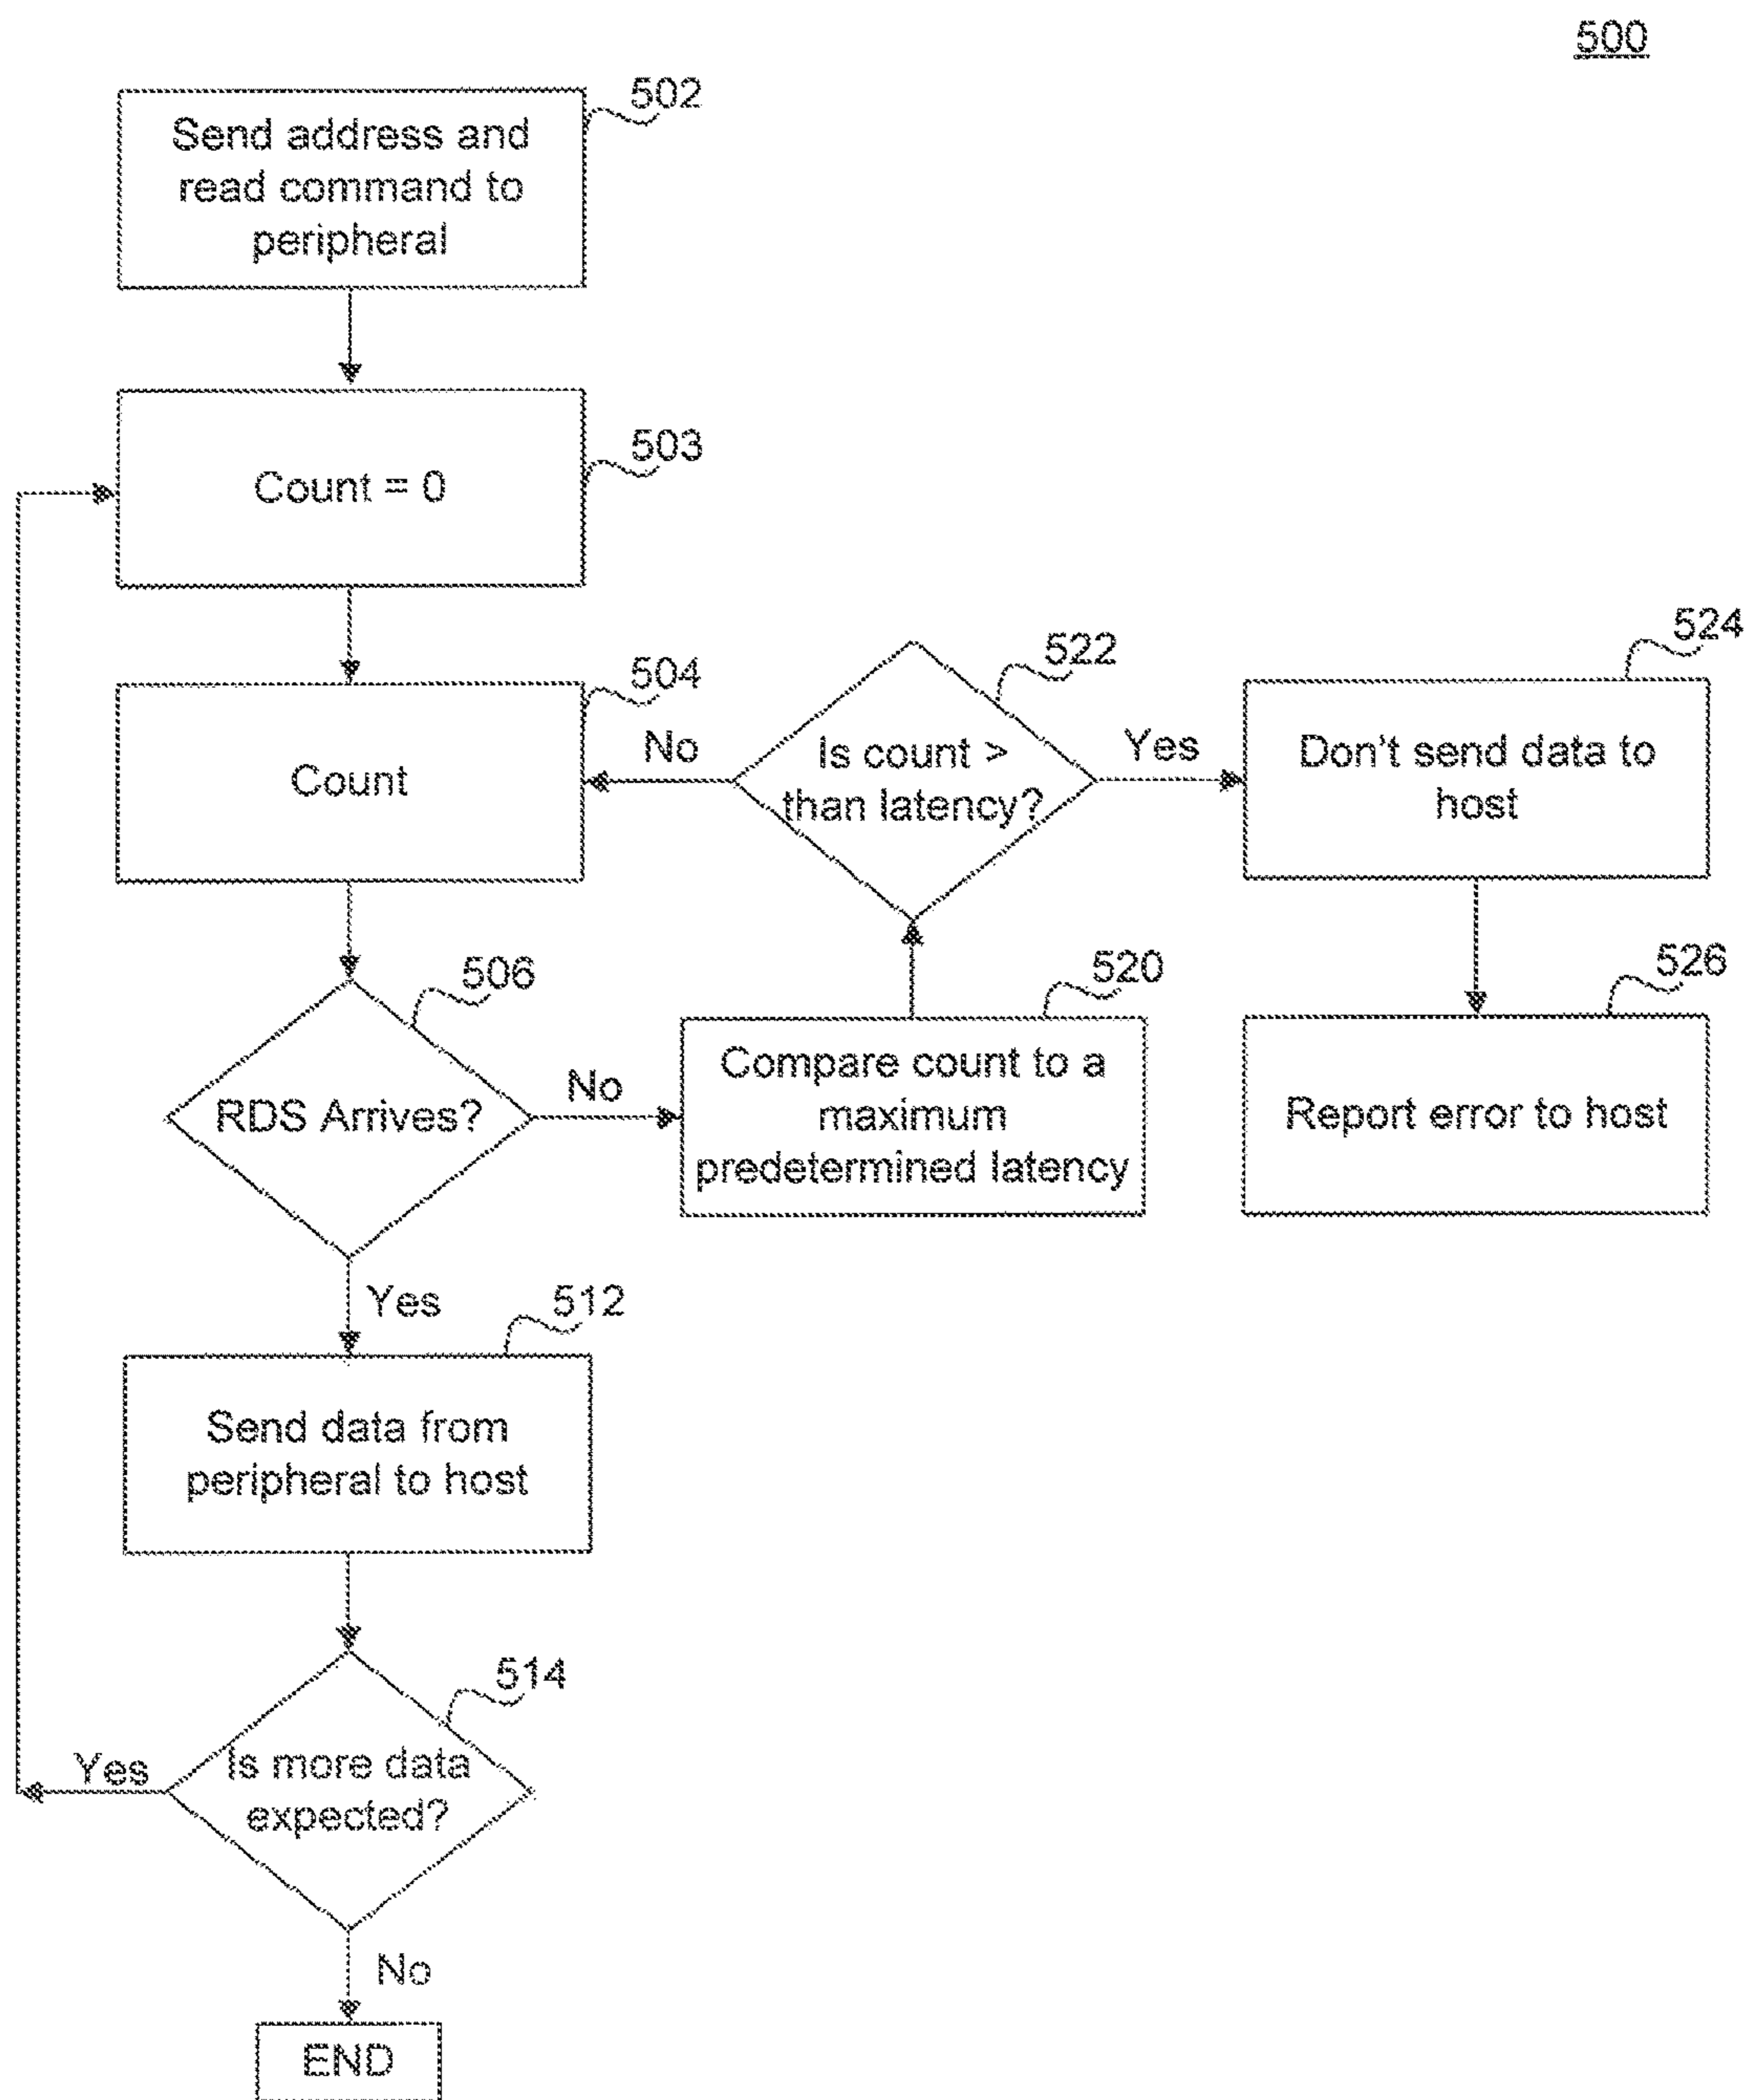 500
502
Send address and
read command to
peripheral
503
Count = 0
504
Count
No
522
Is count >
than latency?
Yes
524
Don't send data to
host
506
RDS Arrives?
No
520
Compare count to a
maximum
predetermined latency
526
Report error to host
Yes
512
Send data from
peripheral to host
514
Is more data
expected?
Yes
No
END